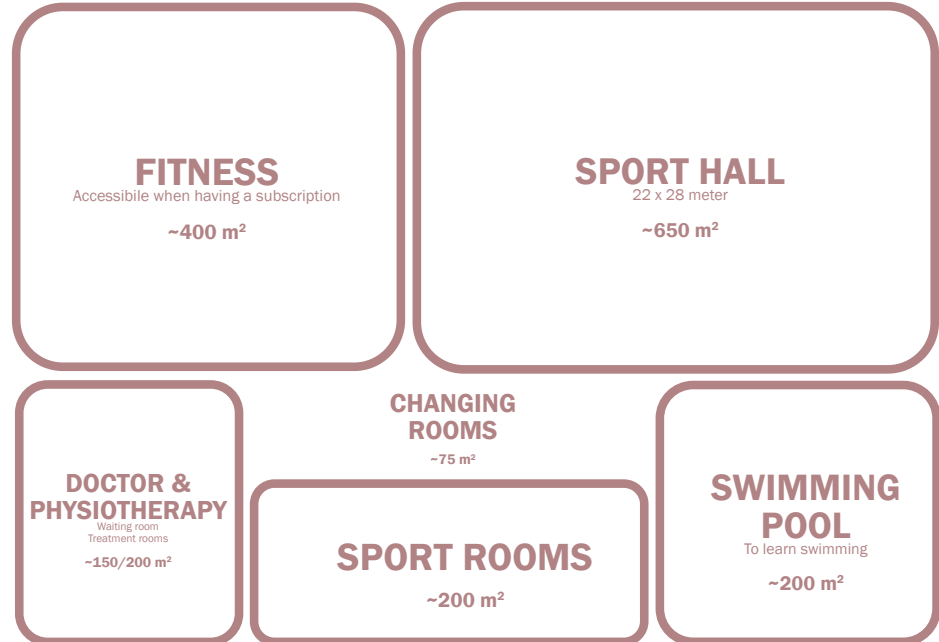 FITNESS
Accessibile when having a subscription
~400 m²
SPORT HALL
22 x 28 meter
~650 m²
CHANGING
ROOMS
~75 m²
DOCTOR &
PHYSIOTHERAPY
Waiting room
Treatment rooms
~150/200 m²
SPORT ROOMS
~200 m²
SWIMMING
POOL
To learn swimming
~200 m²